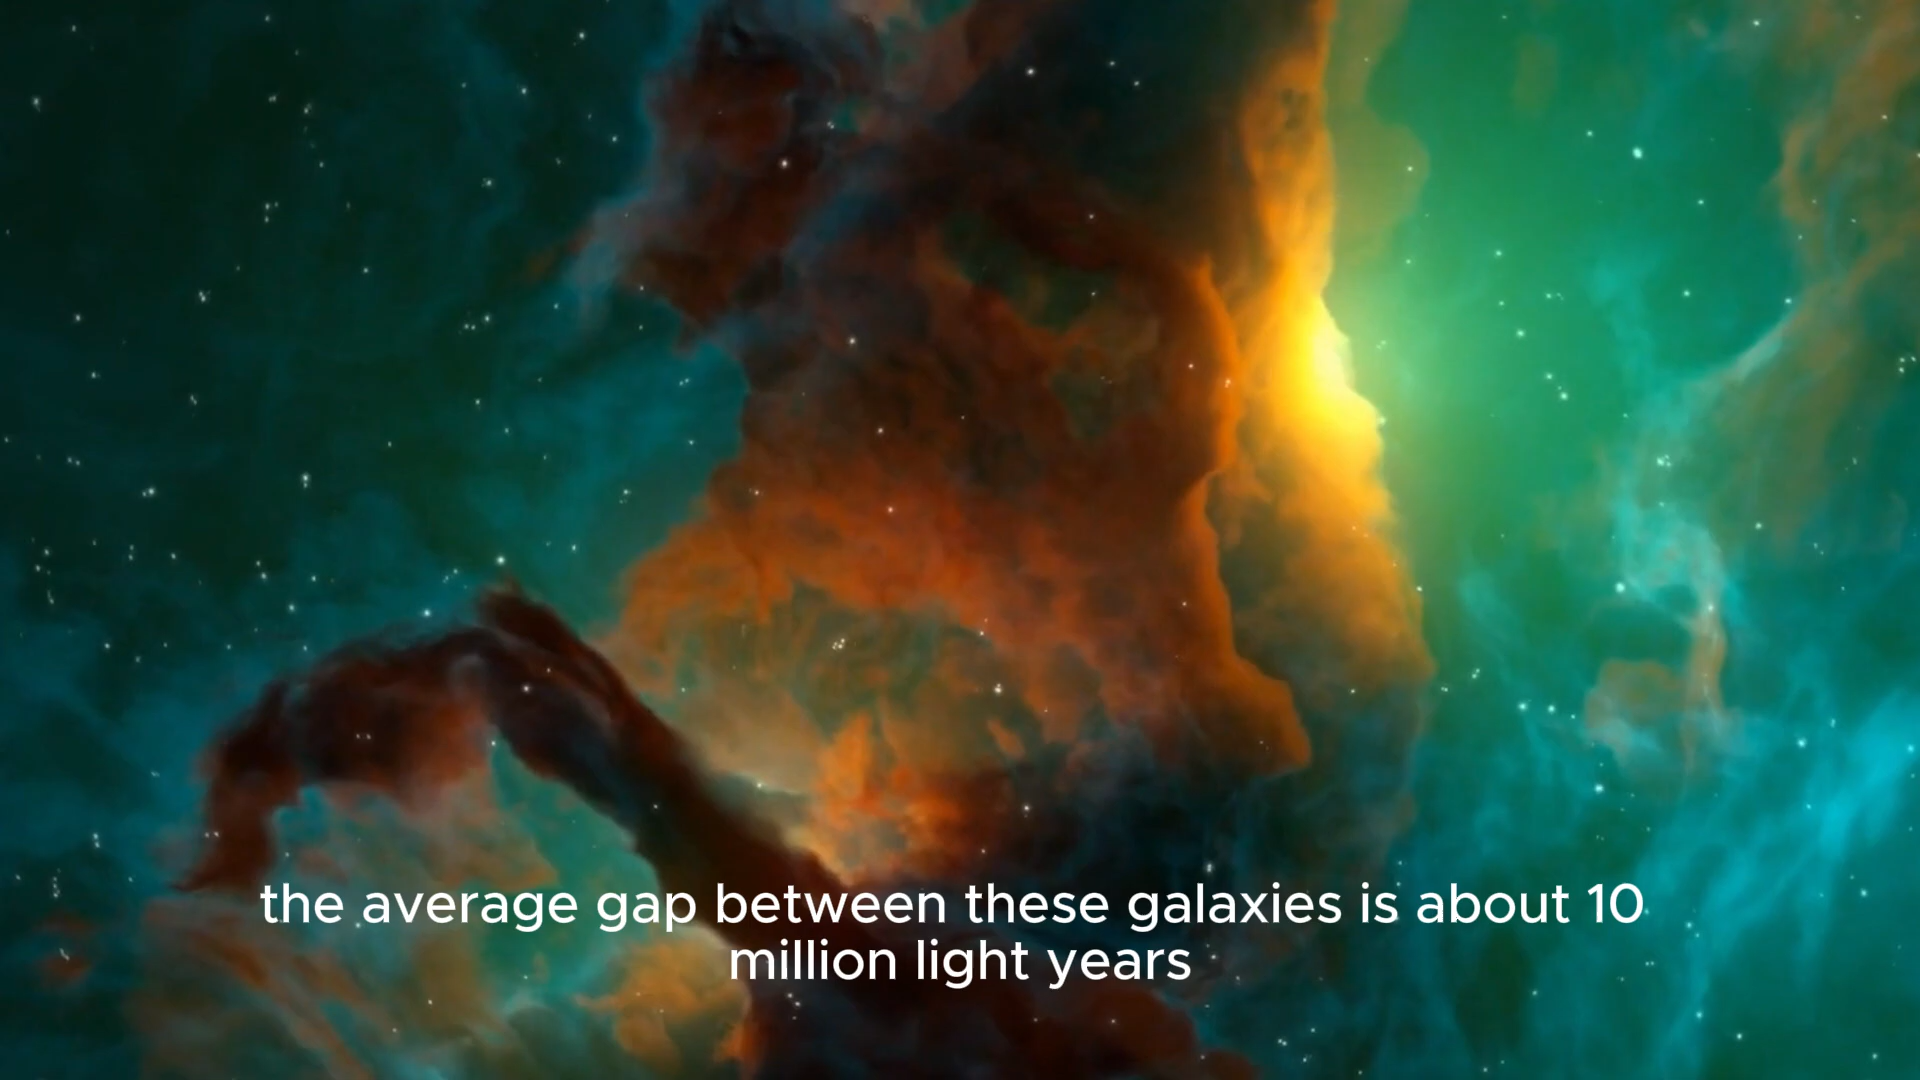 the average gap between these galaxies is about 10
million light years